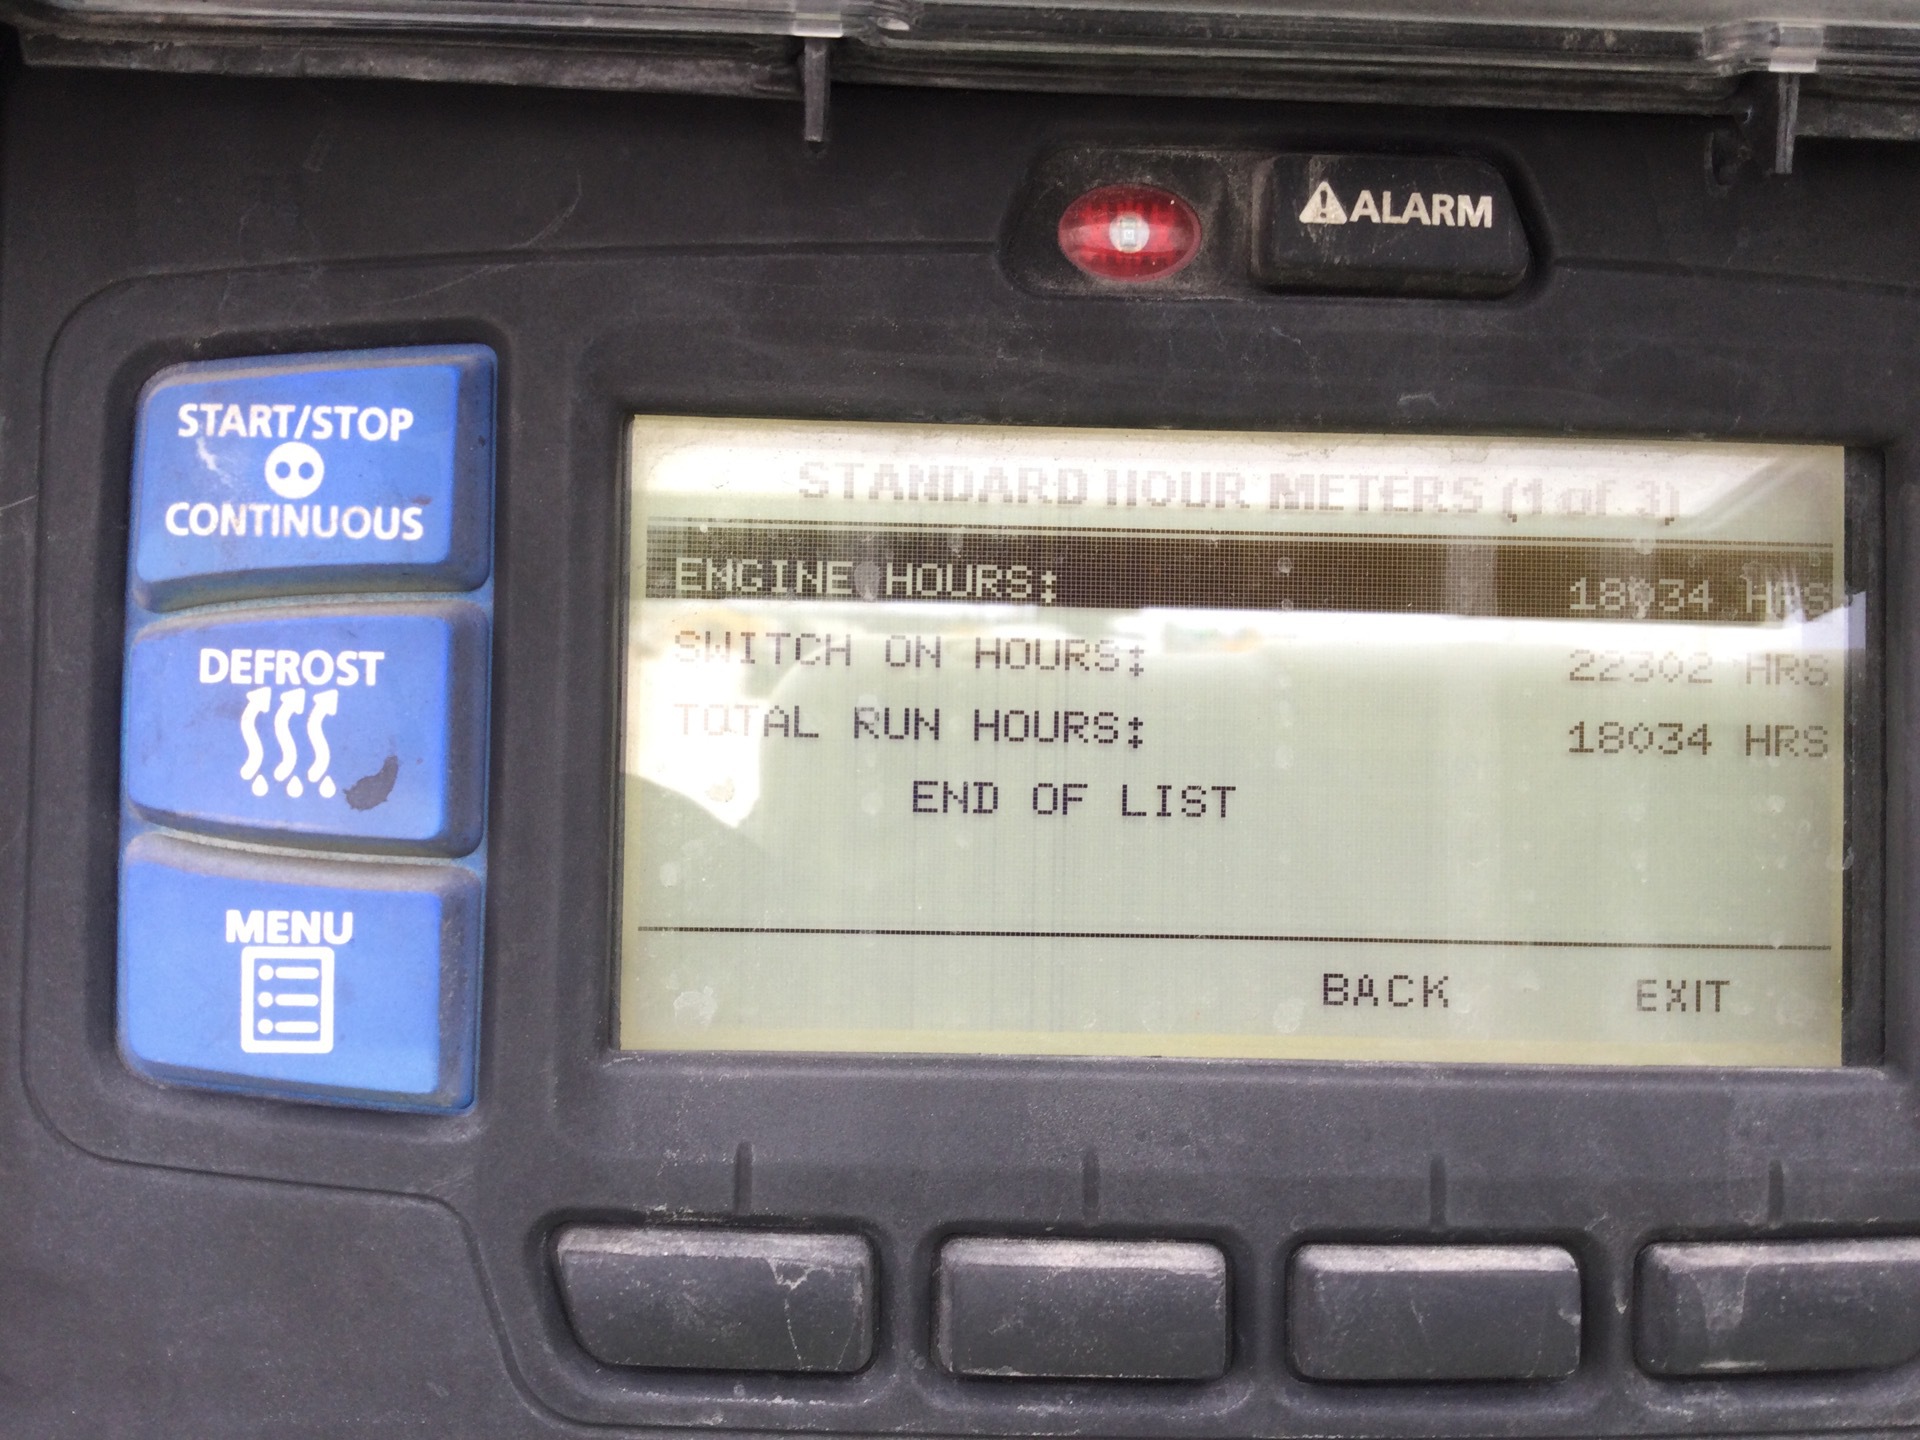 ALARM
START/STOP
CONTINUOUS
DEFROST
MENU
STANDARD HOUR METERS (1 of 3)
ENGINE HOURS: 18034 HRS
SWITCH ON HOURS: 22302 HRS
TOTAL RUN HOURS: 18034 HRS
END OF LIST
BACK EXIT